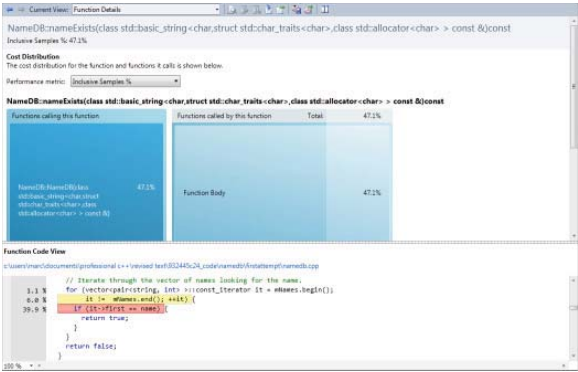 Current View: Function Details
NameDB::nameExists(class std::basic_string<char,struct std::char_traits<char>,class std::allocator<char> > const &)const
Inclusive Samples %: 47.1%
Cost Distribution
The cost distribution for the function and functions it calls is shown below.
Performance metric: Inclusive Samples %
NameDB::nameExists(class std::basic_string<char,struct std::char_traits<char>,class std::allocator<char> > const &)const
Functions calling this function
Functions called by this function Total: 47.1%
NameDB::NameDB(class 47.1%
std::basic_string<char,struct
std::char_traits<char>,class
std::allocator<char> > const &)
Function Body 47.1%
Function Code View
c:\users\marc\documents\professional c++\revised text\932449c24_code\namedb\firstattempt\namedb.cpp
// Iterate through the vector of names looking for the name.
1.1 % for (vector<pair<string, int> >::const_iterator it = mNames.begin();
6.0 % it != mNames.end(); ++it) {
39.9 % if (it->first == name) {
return true;
}
}
return false;
}
100 %